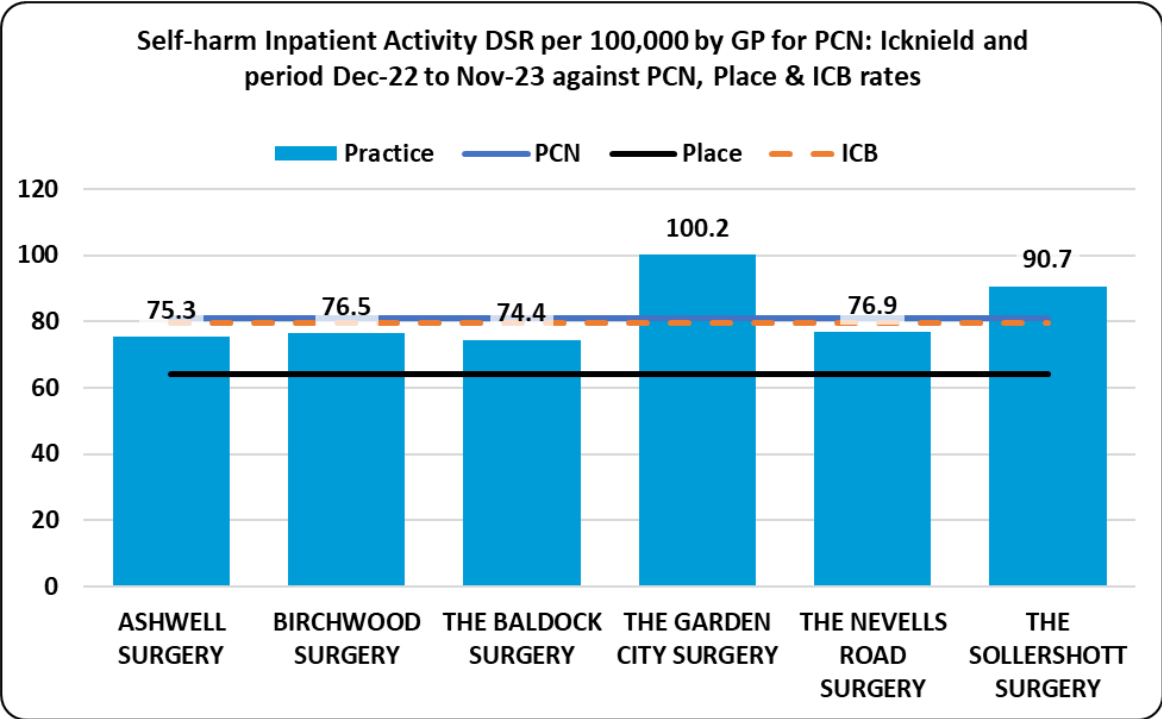 Self-harm Inpatient Activity DSR per 100,000 by GP for PCN: Icknield and
period Dec-22 to Nov-23 against PCN, Place & ICB rates
Practice PCN Place ICB
120
100
80
60
40
20
0
75.3 76.5 74.4 100.2 76.9 90.7
ASHWELL
SURGERY
BIRCHWOOD
SURGERY
THE BALDOCK
SURGERY
THE GARDEN
CITY SURGERY
THE NEVELLS
ROAD
SURGERY
THE
SOLLERSHOTT
SURGERY